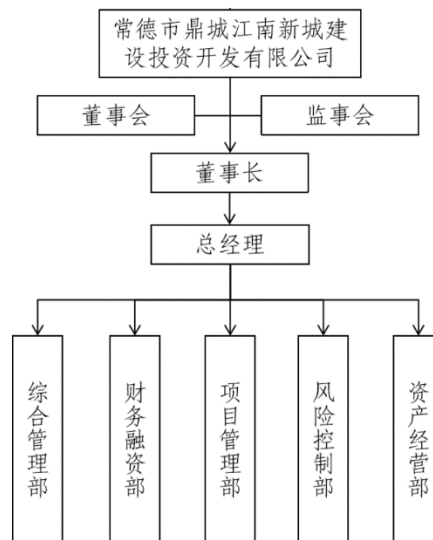 常德市鼎城江南新城建
设投资开发有限公司
董事会
监事会
董事长
总经理
综合管理部
财务融资部
项目管理部
风险控制部
资产经营部